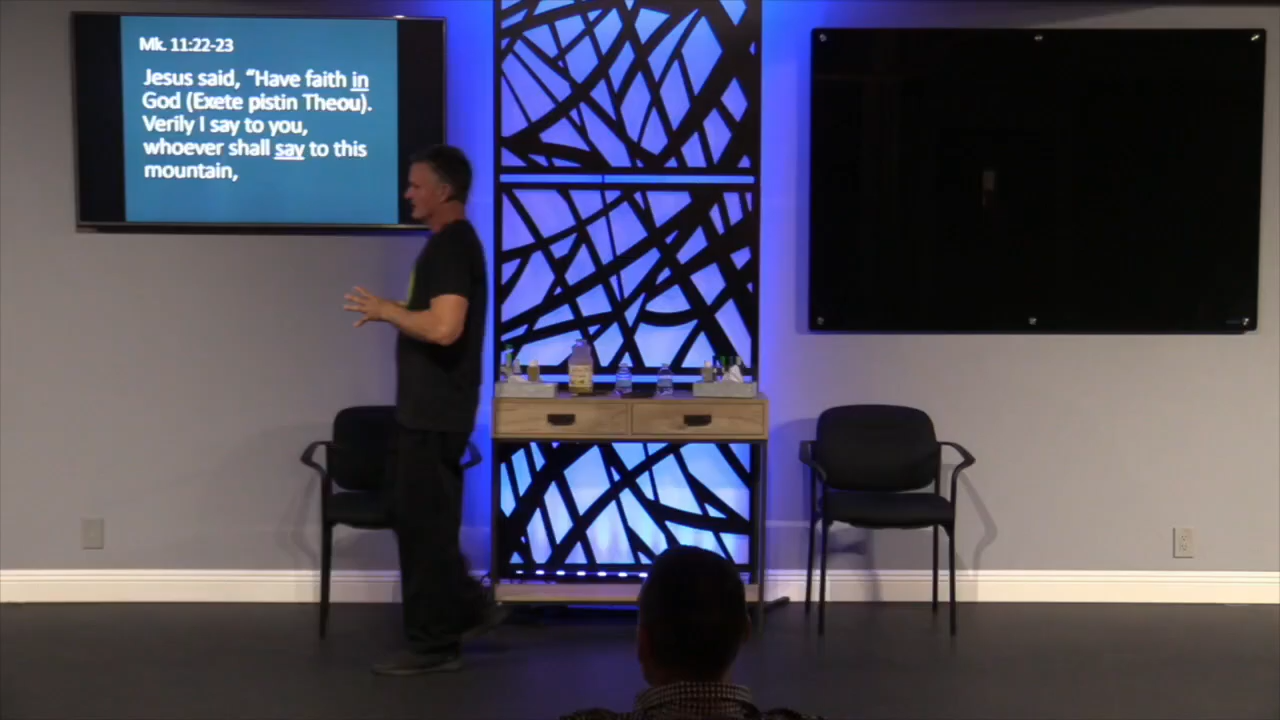 Mk. 11:22-23
Jesus said, “Have faith in
God (Exete pistin Theou).
Verily I say to you,
whoever shall say to this
mountain,